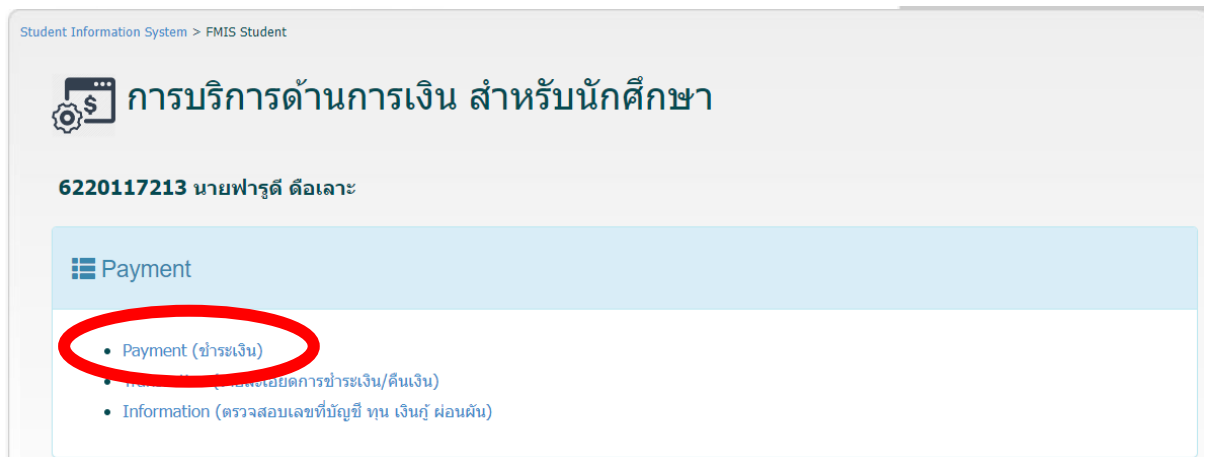 Student Information System > FMIS Student
$
การบริการด้านการเงิน สำหรับนักศึกษา
6220117213 นายฟารูดี ดือเลาะ
Payment
• Payment (ชำระเงิน)
• (รายละเอียดการชำระเงิน/คืนเงิน)
• Information (ตรวจสอบเลขที่บัญชี ทุน เงินกู้ ผ่อนผัน)